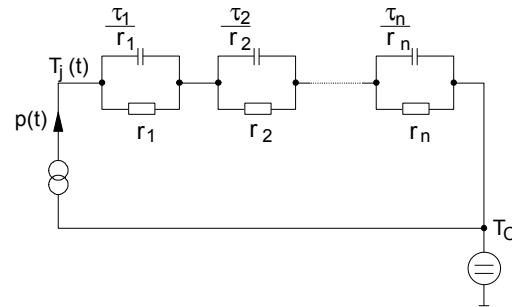 τ1/r1 τ2/r2 τn/rn
Tj(t)
r1 r2 rn
p(t)
TC